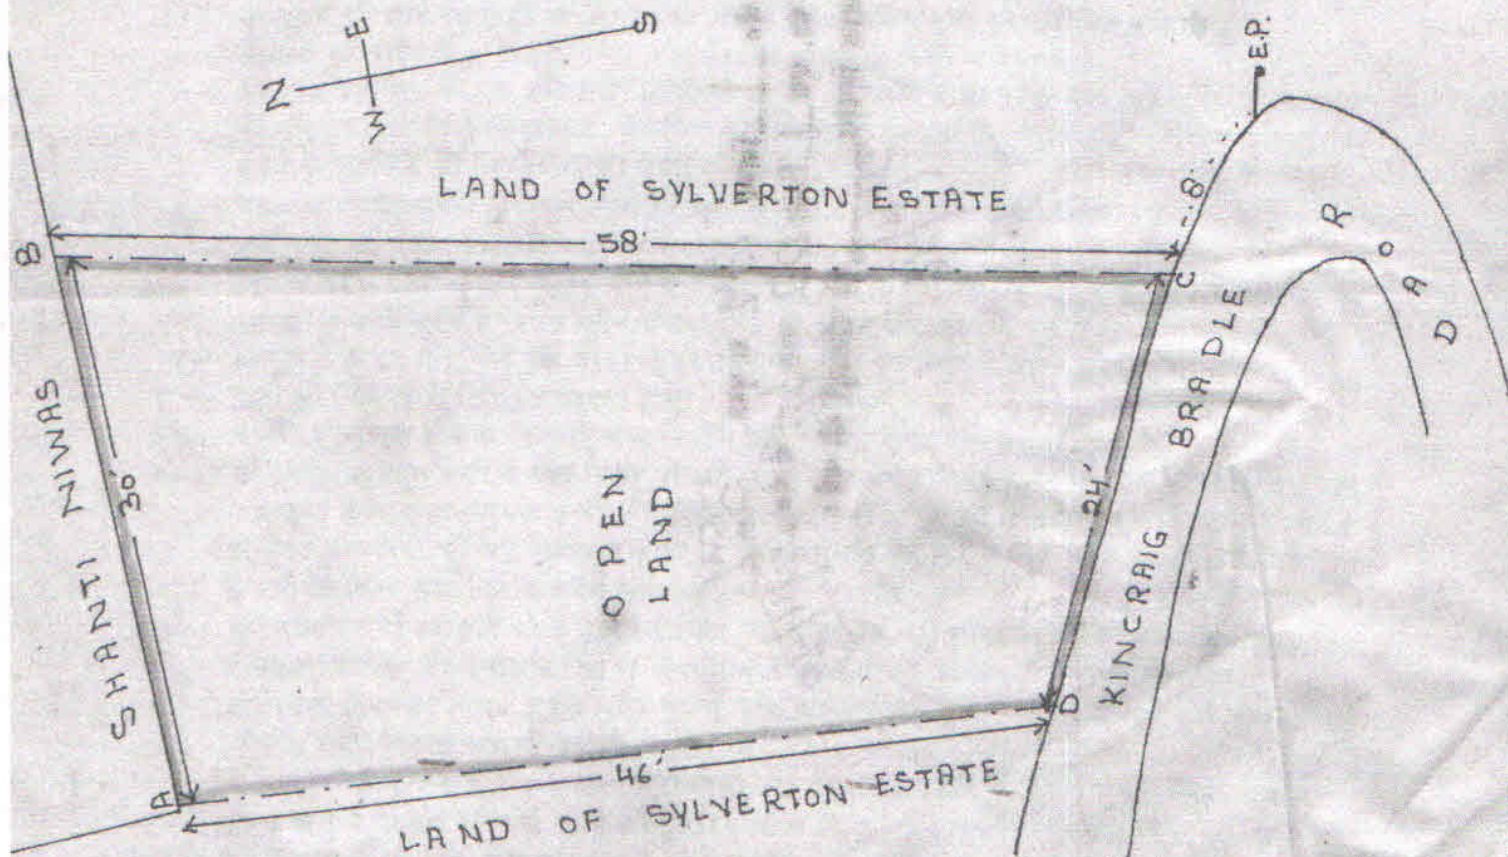 N
E
W
S
E.P.
LAND OF SYLVERTON ESTATE
58'
8'
B
C
SHANTI NIWAS
30'
OPEN
LAND
24'
KINCRAIG BRADLE ROAD
A
D
46'
LAND OF SYLVERTON ESTATE